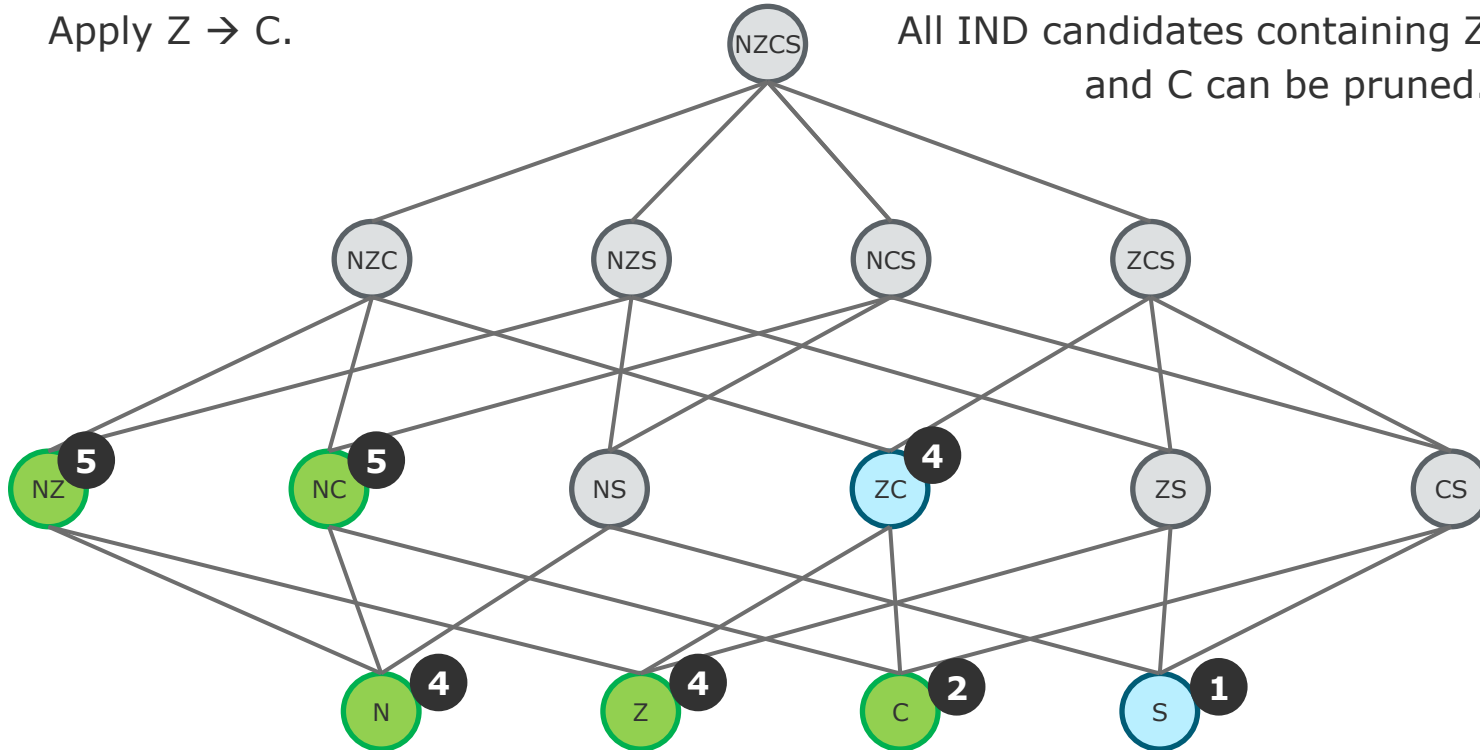 Apply Z → C.
All IND candidates containing Z
and C can be pruned.
NZCS
NZC
NZS
NCS
ZCS
NZ
5
NC
5
NS
ZC
4
ZS
CS
N
4
Z
4
C
2
S
1